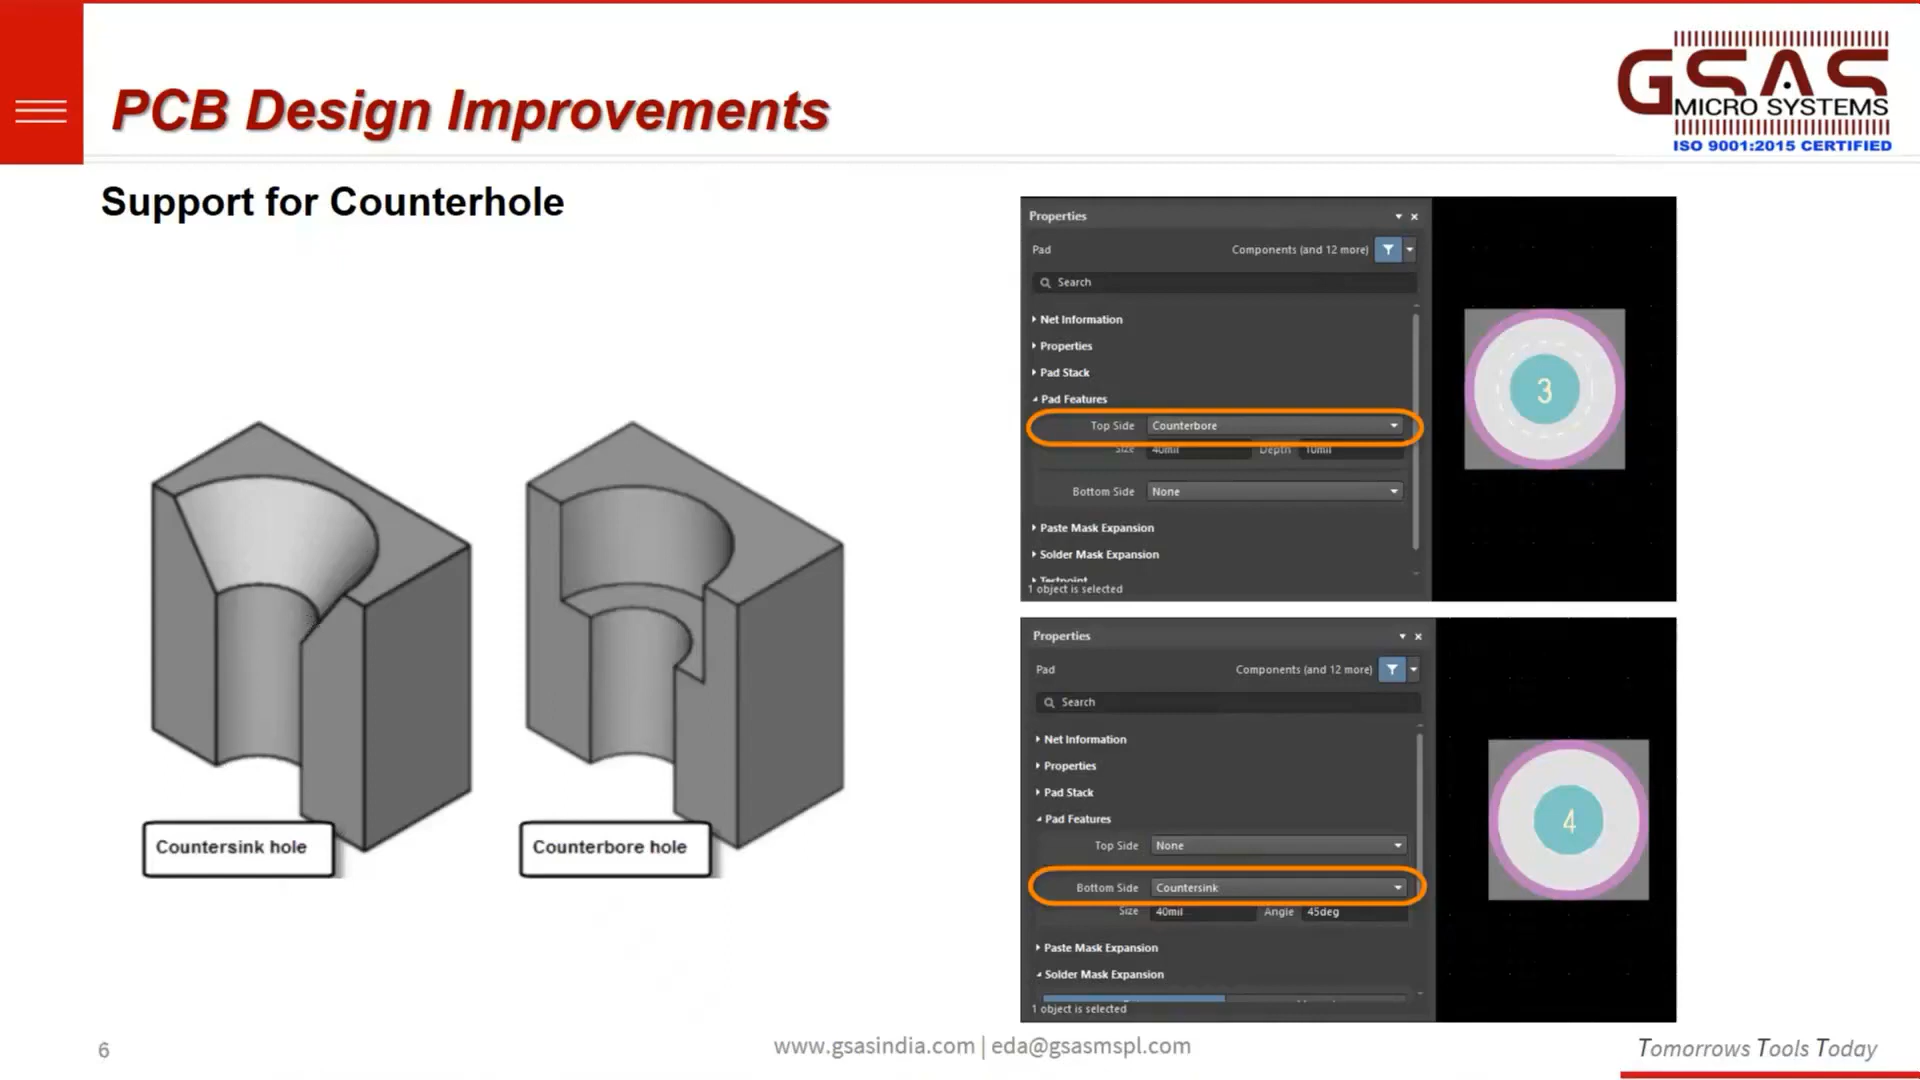 PCB Design Improvements
GSAS
MICRO SYSTEMS
ISO 9001:2015 CERTIFIED
Support for Counterhole
Countersink hole
Counterbore hole
Properties
Pad Components (and 12 more)
Search
Net Information
Properties
Pad Stack
Pad Features
Top Side Counterbore
Size 40mil Depth 10mil
Bottom Side None
Paste Mask Expansion
Solder Mask Expansion
Testpoint
1 object is selected
3
Properties
Pad Components (and 12 more)
Search
Net Information
Properties
Pad Stack
Pad Features
Top Side None
Bottom Side Countersink
Size 40mil Angle 45deg
Paste Mask Expansion
Solder Mask Expansion
1 object is selected
4
6
www.gsasindia.com | eda@gsasmspl.com
Tomorrows Tools Today